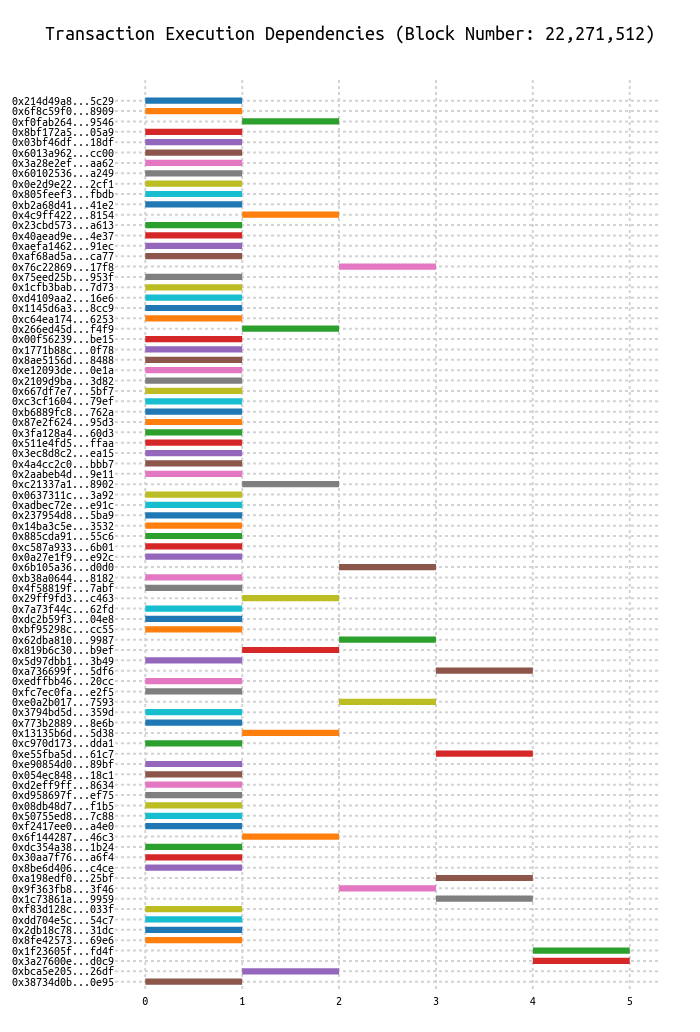 Transaction Execution Dependencies (Block Number: 22,271,512)
0x214d49a8...5c29
0x6f8c59f0...8909
0xf0fab264...9546
0x8bf172a5...05a9
0x03bf46df...18df
0x6013a962...cc00
0x3a28e2ef...aa62
0x60102536...a249
0x0e2d9e22...2cf1
0x805feef3...fbdb
0xb2a68d41...41e2
0x4c9ff422...8154
0x23cbd573...a613
0x40aead9e...4e37
0xaefa1462...91ec
0xaf68ad5a...ca77
0x76c22869...17f8
0x75eed25b...953f
0x1cfb3bab...7d73
0xd4109aa2...16e6
0x1145d6a3...8cc9
0xc64ea174...6253
0x266ed45d...f4f9
0x00f56239...be15
0x1771b88c...0f78
0x8ae5156d...8488
0xe12093de...0e1a
0x2109d9ba...3d82
0x667df7e7...5bf7
0xc3cf1604...79ef
0xb6889fc8...762a
0x87e2f624...95d3
0x3fa128a4...60d3
0x511e4fd5...ffaa
0x3ec8d8c2...ea15
0x4a4cc2c0...bbb7
0x2aabeb4d...9e11
0xc21337a1...8902
0x0637311c...3a92
0xadbec72e...e91c
0x237954d8...5ba9
0x14ba3c5e...3532
0x885cda91...55c6
0xc587a933...6b01
0x0a27e1f9...e92c
0x6b105a36...d0d0
0xb38a0644...8182
0x4f58819f...7abf
0x29ff9fd3...c463
0x7a73f44c...62fd
0xdc2b59f3...04e8
0xbf95298c...cc55
0x62dba810...9987
0x819b6c30...b9ef
0x5d97dbb1...3b49
0xa736699f...5df6
0xedffbb46...20cc
0xfc7ec0fa...e2f5
0xe0a2b017...7593
0x3794bd5d...359d
0x773b2889...8e6b
0x13135b6d...5d38
0xc970d173...dda1
0xe55fba5d...61c7
0xe90854d0...89bf
0x054ec848...18c1
0xd2eff9ff...8634
0xd958697f...ef75
0x08db48d7...f1b5
0x50755ed8...7c88
0xf2417ee0...a4e0
0x6f144287...46c3
0xdc354a38...1b24
0x30aa7f76...a6f4
0x8be6d406...c4ce
0xa198edf0...25bf
0x9f363fb8...3f46
0x1c73861a...9959
0xf83d128c...033f
0xdd704e5c...54c7
0x2db18c78...31dc
0x8fe42573...69e6
0x1f23605f...fd4f
0x3a27600e...d0c9
0xbca5e205...26df
0x38734d0b...0e95
0 1 2 3 4 5